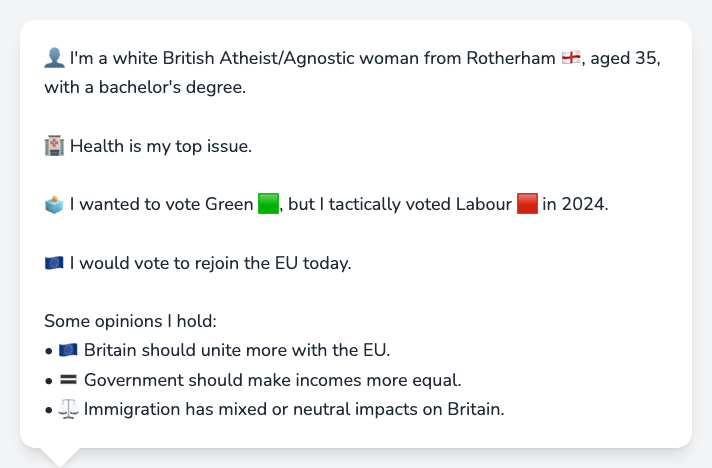 👤 I'm a white British Atheist/Agnostic woman from Rotherham 🏴󠁧󠁢󠁥󠁮󠁧󠁿, aged 35,
with a bachelor's degree.
🏥 Health is my top issue.
🗳️ I wanted to vote Green 🟩, but I tactically voted Labour 🟥 in 2024.
🇪🇺 I would vote to rejoin the EU today.
Some opinions I hold:
• 🇪🇺 Britain should unite more with the EU.
• 🟰 Government should make incomes more equal.
• ⚖️ Immigration has mixed or neutral impacts on Britain.